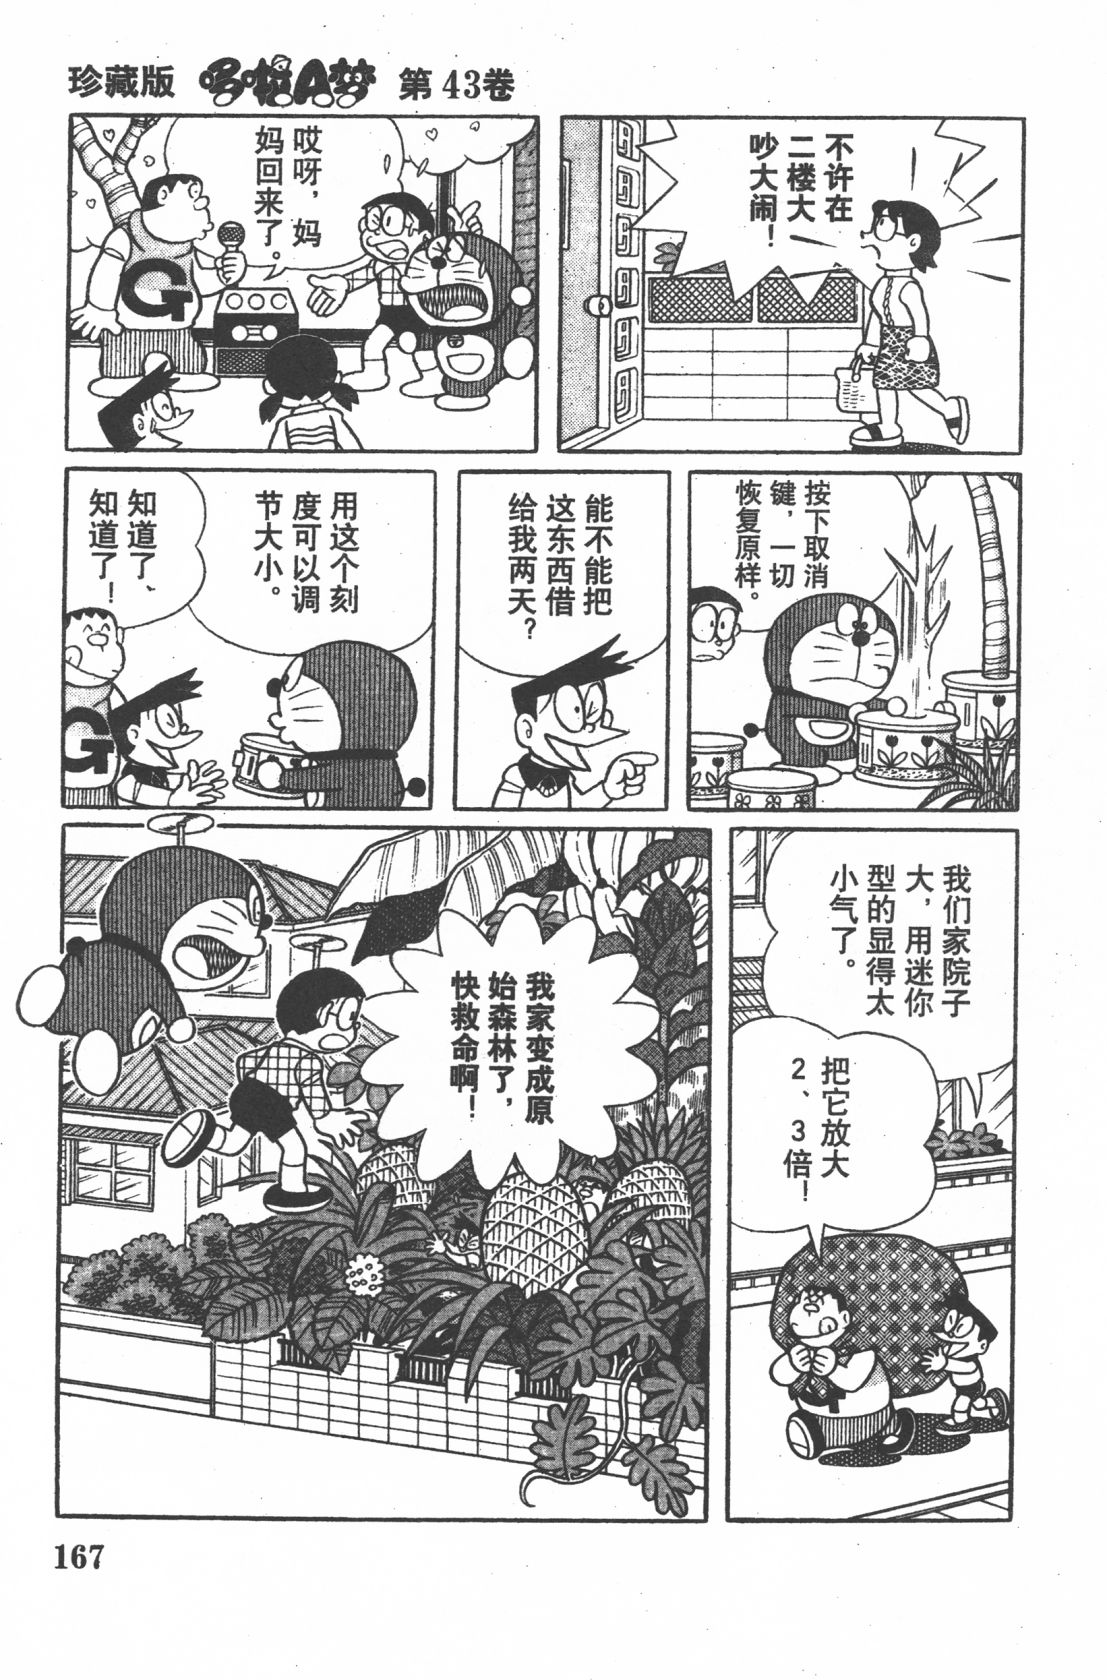 珍藏版 哆啦A梦 第43卷
不许在
二楼大
吵大闹！
哎呀，妈
妈回来了。
G
按下取消
键，一切
恢复原样。
能不能把
这东西借
给我两天？
用这个刻
度可以调
节大小。
知道了、
知道了！
G
我们家院子
大，用迷你
型的显得太
小气了。
把它放大
2、3倍！
我家变成原
始森林了，
快救命啊！
167